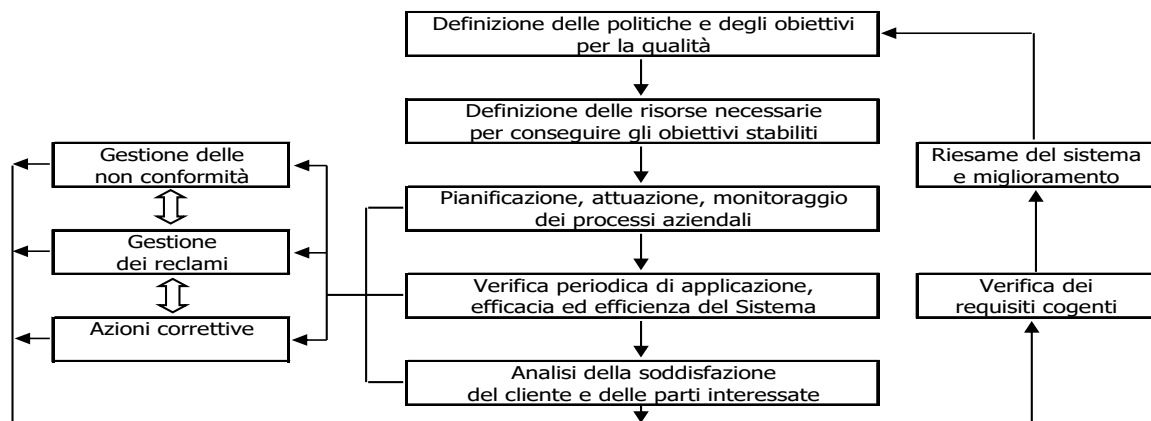 Definizione delle politiche e degli obiettivi
per la qualità
Definizione delle risorse necessarie
per conseguire gli obiettivi stabiliti
Gestione delle
non conformità
Riesame del sistema
e miglioramento
Pianificazione, attuazione, monitoraggio
dei processi aziendali
Gestione
dei reclami
Verifica periodica di applicazione,
efficacia ed efficienza del Sistema
Verifica dei
requisiti cogenti
Azioni correttive
Analisi della soddisfazione
del cliente e delle parti interessate